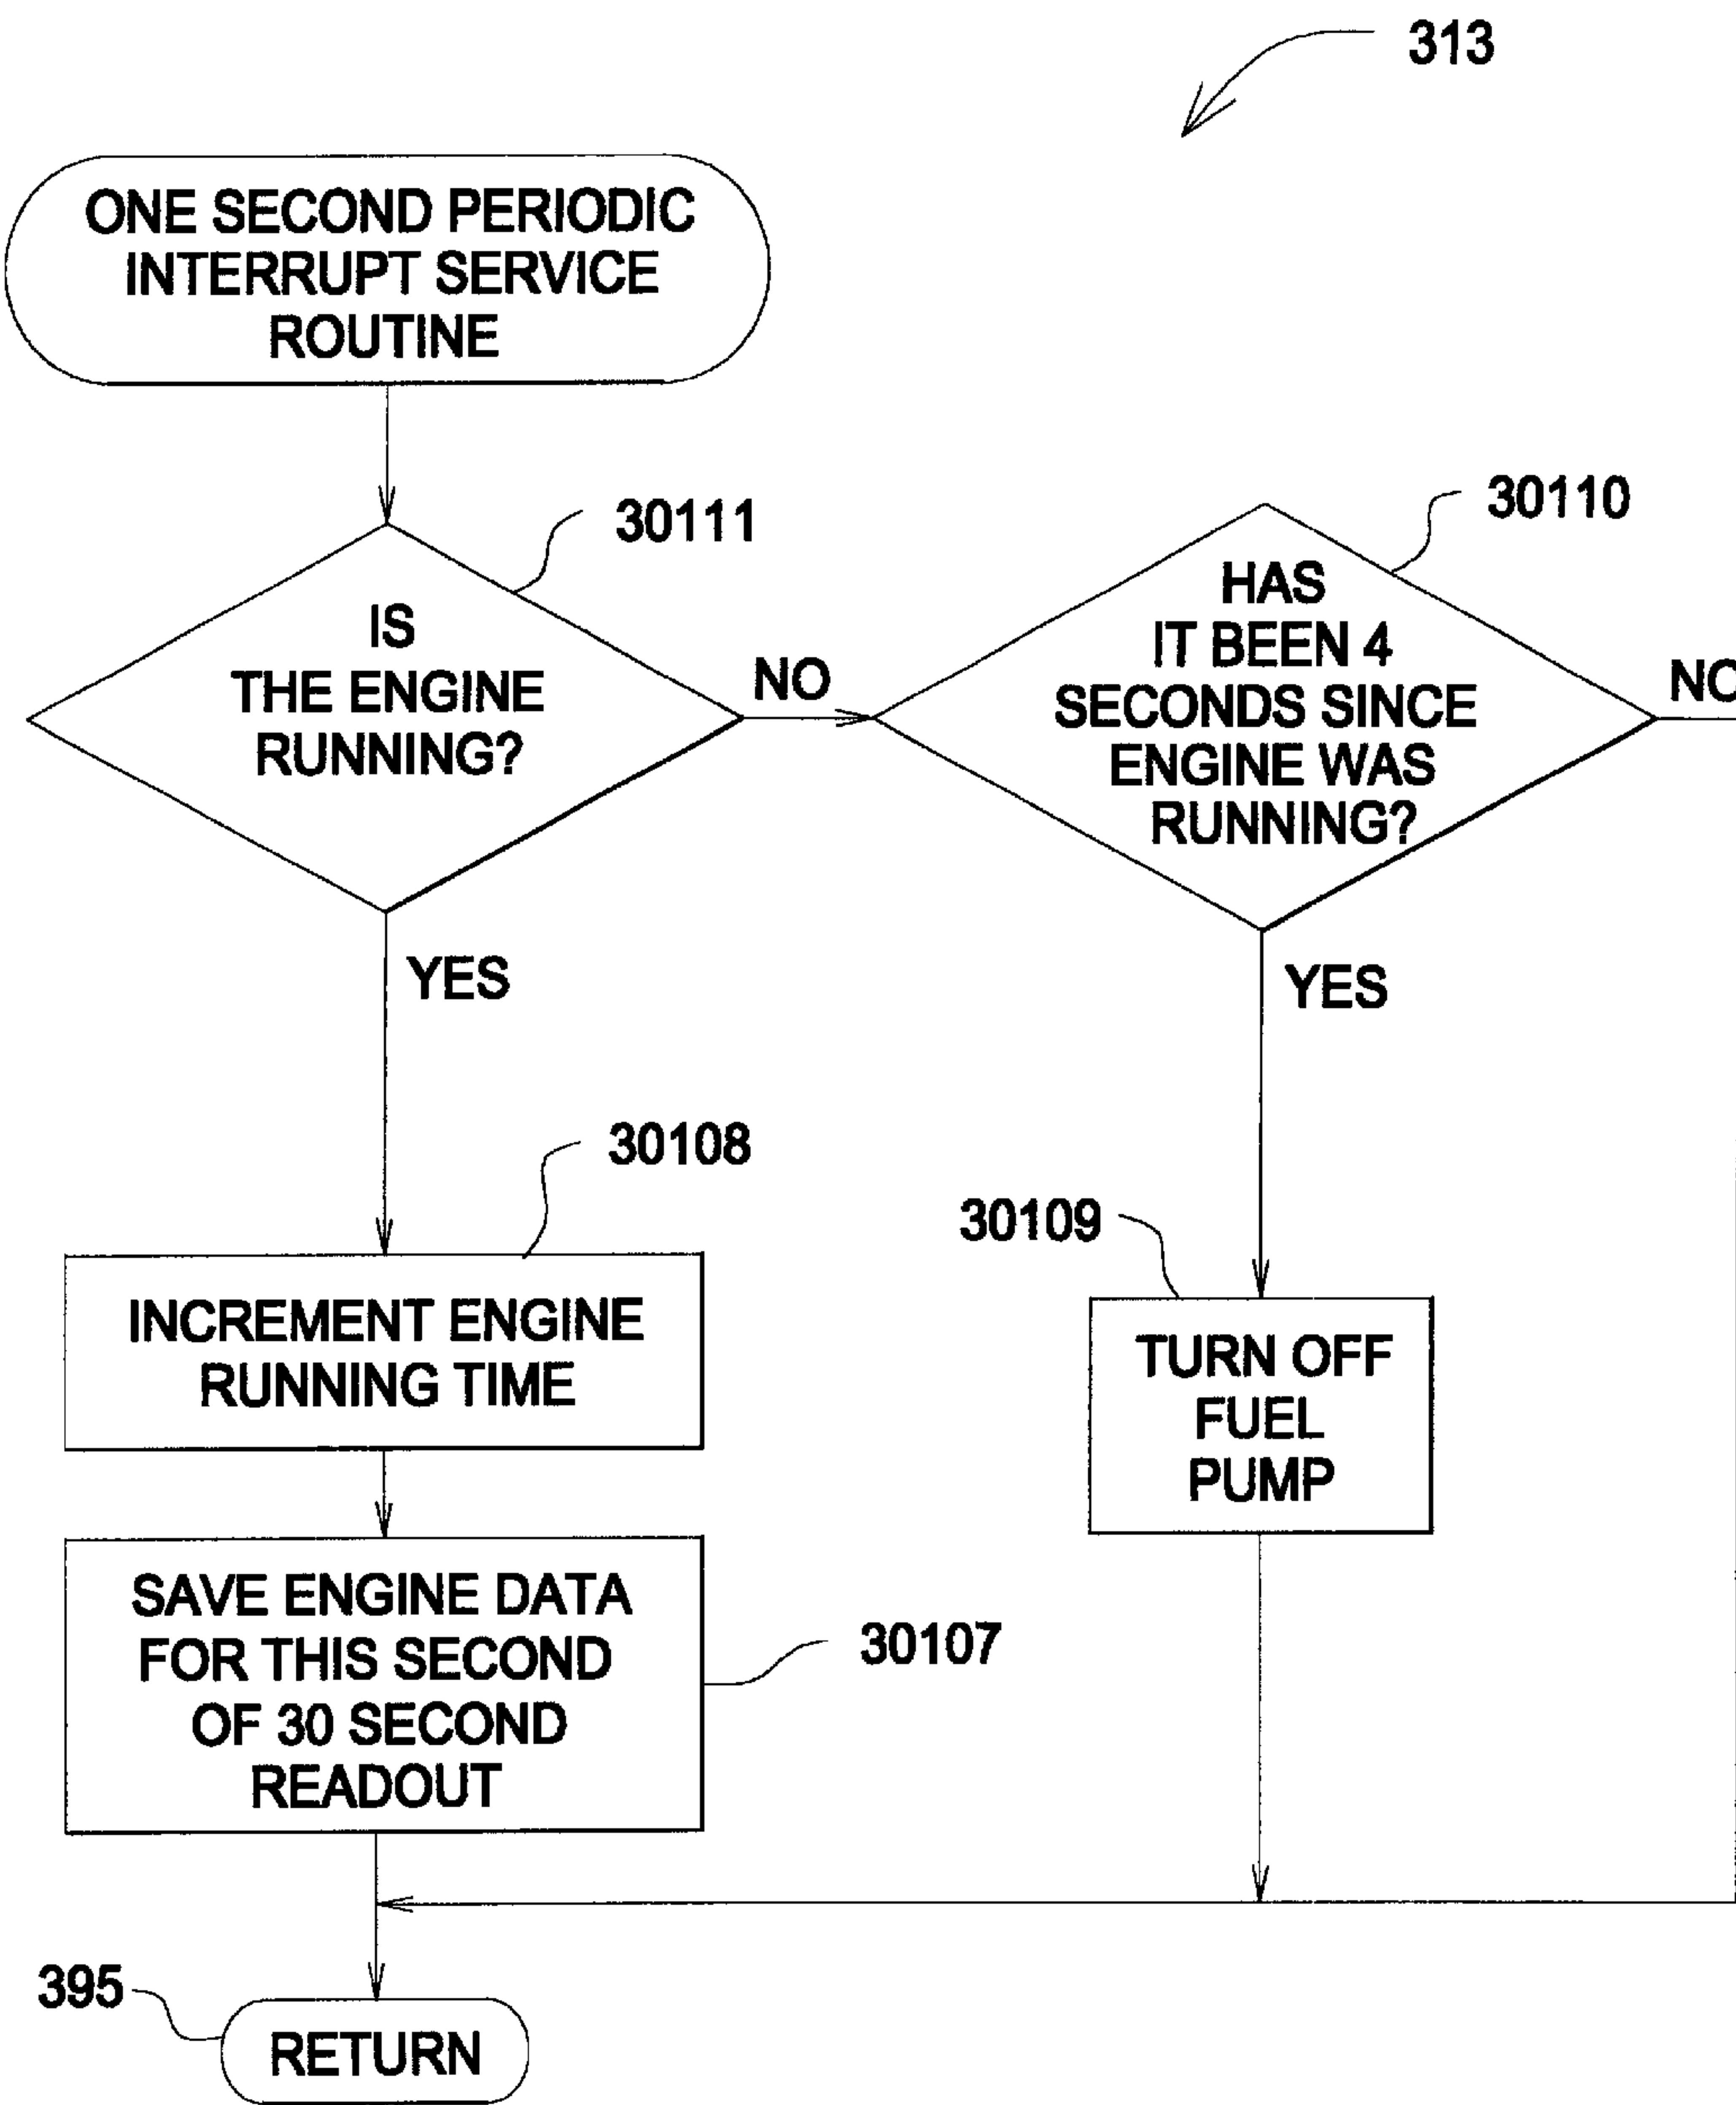 313
ONE SECOND PERIODIC
INTERRUPT SERVICE
ROUTINE
30111
IS
THE ENGINE
RUNNING?
NO
30110
HAS
IT BEEN 4
SECONDS SINCE
ENGINE WAS
RUNNING?
NO
YES
YES
30108
INCREMENT ENGINE
RUNNING TIME
30109
TURN OFF
FUEL
PUMP
SAVE ENGINE DATA
FOR THIS SECOND
OF 30 SECOND
READOUT
30107
395
RETURN